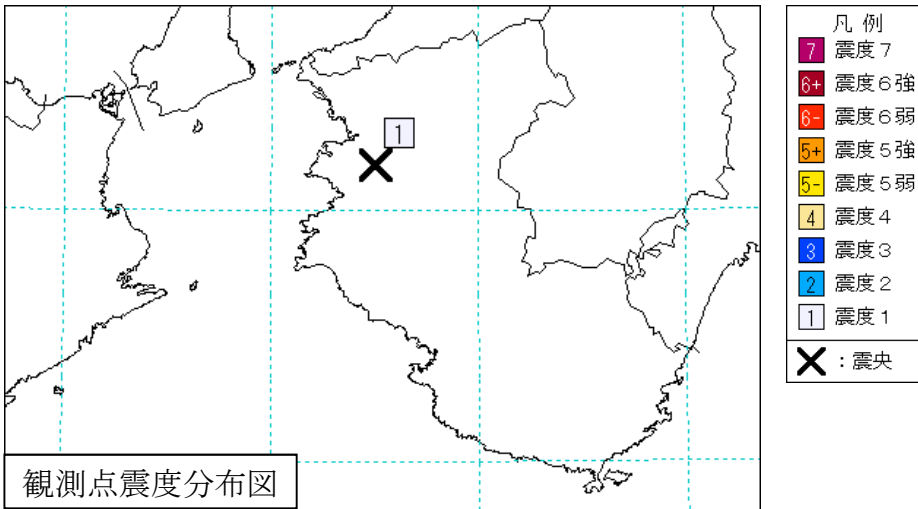 1
観測点震度分布図
凡 例
7 震度７
6+ 震度６強
6- 震度６弱
5+ 震度５強
5- 震度５弱
4 震度４
3 震度３
2 震度２
1 震度１
：震央